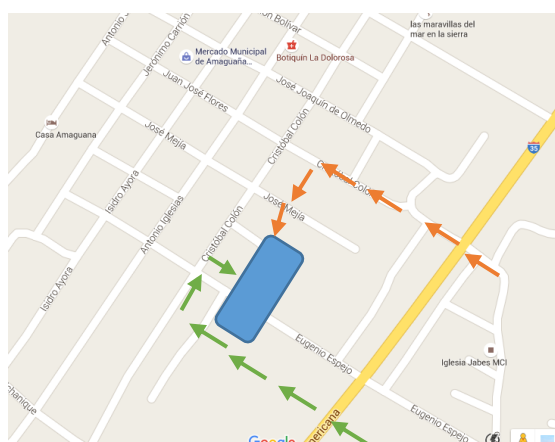 las maravillas del
mar en la sierra
Bolívar
Antonio
Jerónimo Carrión
Mercado Municipal
de Amaguaña...
Botiquín La Dolorosa
Juan José Flores
José Joaquín de Olmedo
Casa Amaguana
José Mejía
Cristóbal Colón
35
Cristóbal Colón
Isidro Ayora
Antonio Iglesias
José Mejía
Cristóbal Colón
Isidro Ayora
Eugenio Espejo
Iglesia Jabes MCI
Eugenio Espejo
Google